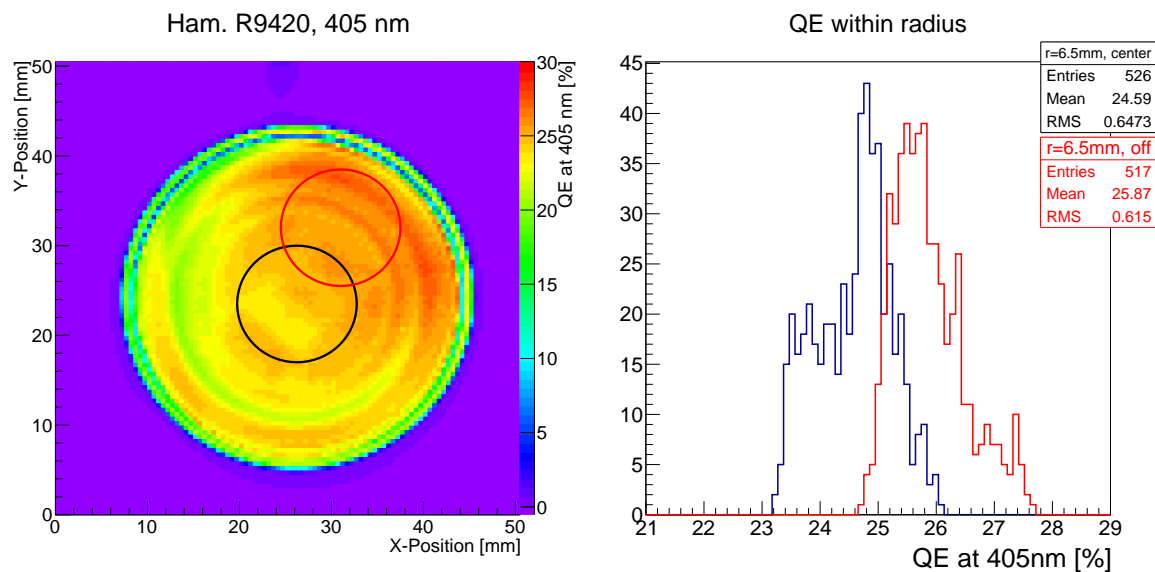 Ham. R9420, 405 nm
Y-Position [mm]
50
40
30
20
10
0
0 10 20 30 40 50
X-Position [mm]
30
25
20
15
10
5
0
QE at 405 nm [%]
QE within radius
45
40
35
30
25
20
15
10
5
0
21 22 23 24 25 26 27 28 29
QE at 405nm [%]
r=6.5mm, center
Entries 526
Mean 24.59
RMS 0.6473
r=6.5mm, off
Entries 517
Mean 25.87
RMS 0.615